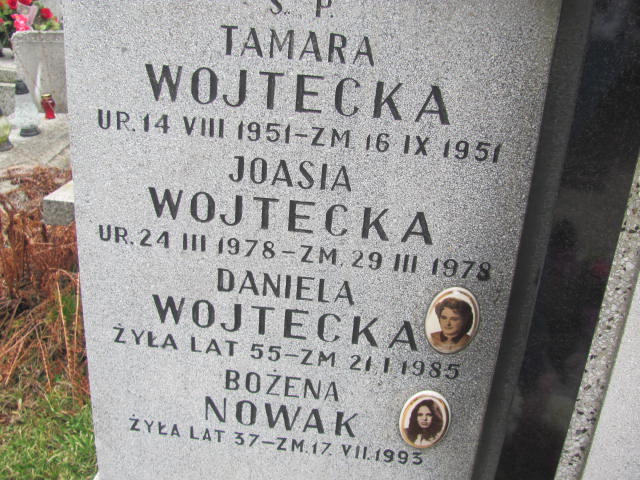 Ś. P.
TAMARA
WOJTECKA
UR. 14 VIII 1951-ZM 16 IX 1951
JOASIA
WOJTECKA
UR. 24 III 1978-ZM. 29 III 1978
DANIELA
WOJTECKA
ŻYŁA LAT 55-ZM 21 I 1985
BOŻENA
NOWAK
ŻYŁA LAT 37-ZM. 17. VII. 1993